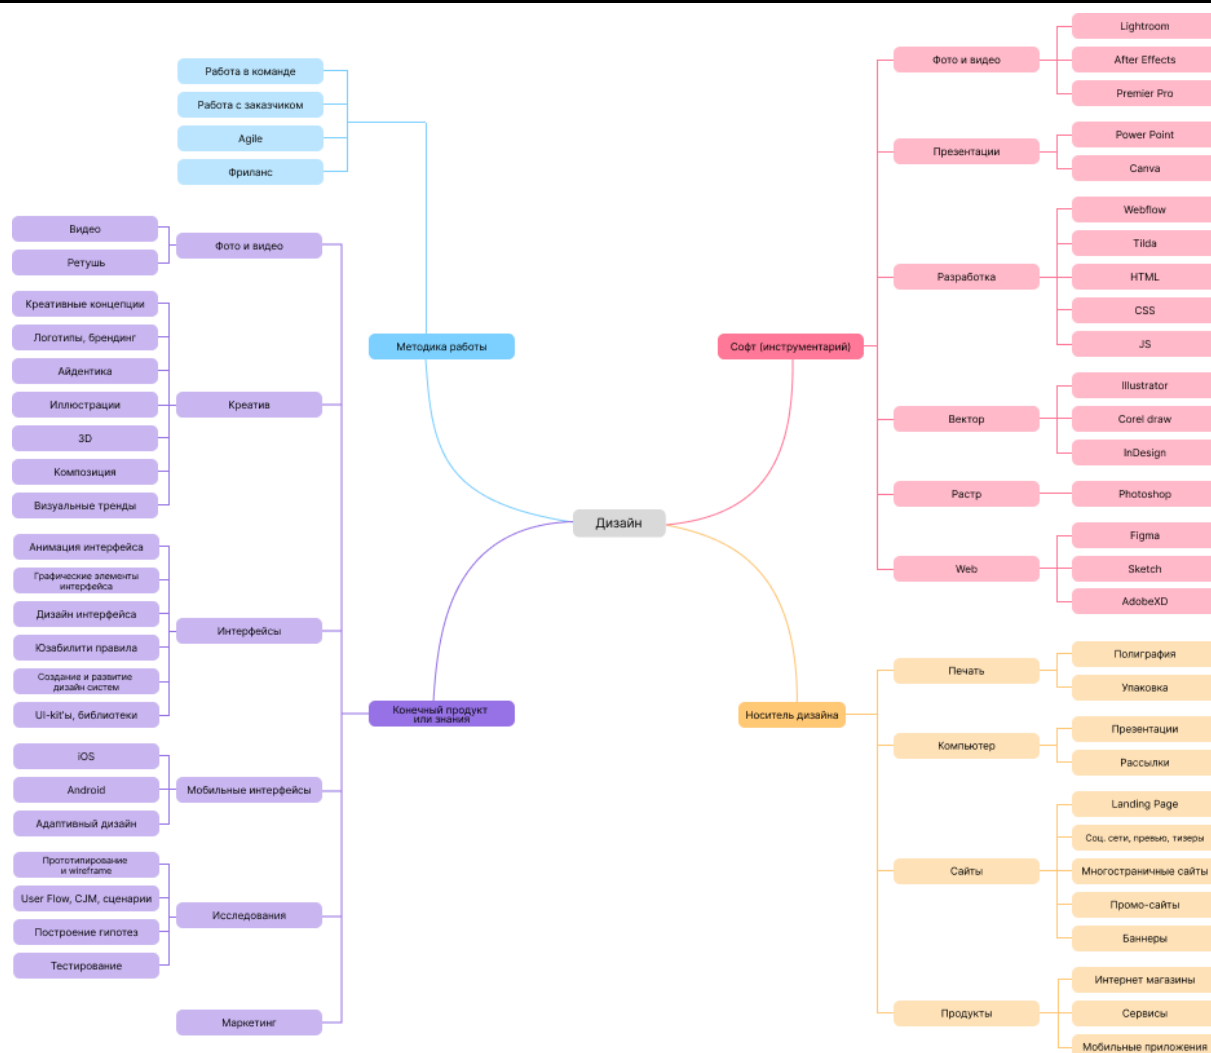 Работа в команде
Работа с заказчиком
Agile
Фриланс
Методика работы
Видео
Ретушь
Фото и видео
Креативные концепции
Логотипы, брендинг
Айдентика
Иллюстрации
3D
Композиция
Визуальные тренды
Креатив
Анимация интерфейса
Графические элементы
интерфейса
Дизайн интерфейса
Юзабилити правила
Создание и развитие
дизайн систем
UI-kit'ы, библиотеки
Интерфейсы
Конечный продукт
или знания
iOS
Android
Адаптивный дизайн
Мобильные интерфейсы
Прототипирование
и wireframe
User Flow, CJM, сценарии
Построение гипотез
Тестирование
Исследования
Маркетинг
Дизайн
Софт (инструментарий)
Фото и видео
Lightroom
After Effects
Premier Pro
Презентации
Power Point
Canva
Разработка
Webflow
Tilda
HTML
CSS
JS
Вектор
Illustrator
Corel draw
InDesign
Растр
Photoshop
Web
Figma
Sketch
AdobeXD
Носитель дизайна
Печать
Полиграфия
Упаковка
Компьютер
Презентации
Рассылки
Сайты
Landing Page
Соц. сети, превью, тизеры
Многостраничные сайты
Промо-сайты
Баннеры
Продукты
Интернет магазины
Сервисы
Мобильные приложения